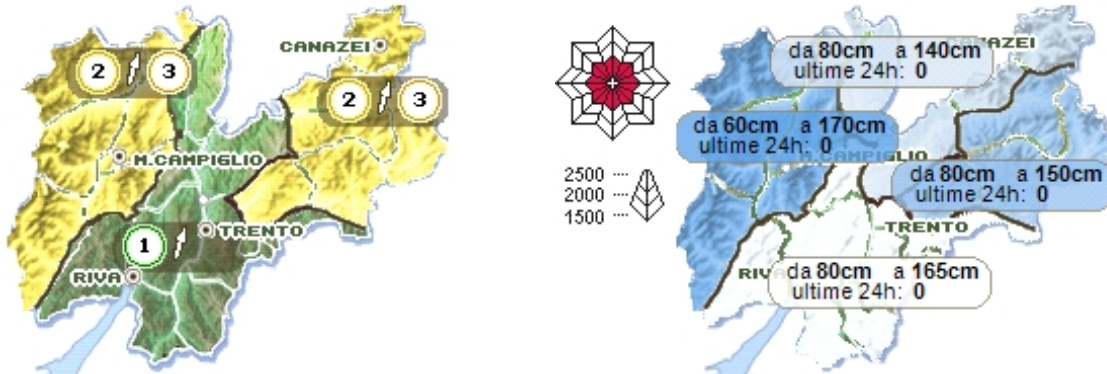 CANAZEI
2 3
2 3
M.CAMPIGLIO
1
TRENTO
RIVA
2500
2000
1500
da 80cm a 140cm
ultime 24h: 0
CANAZEI
da 60cm a 170cm
ultime 24h: 0
M.CAMPIGLIO
da 80cm a 150cm
ultime 24h: 0
TRENTO
RIVA
da 80cm a 165cm
ultime 24h: 0